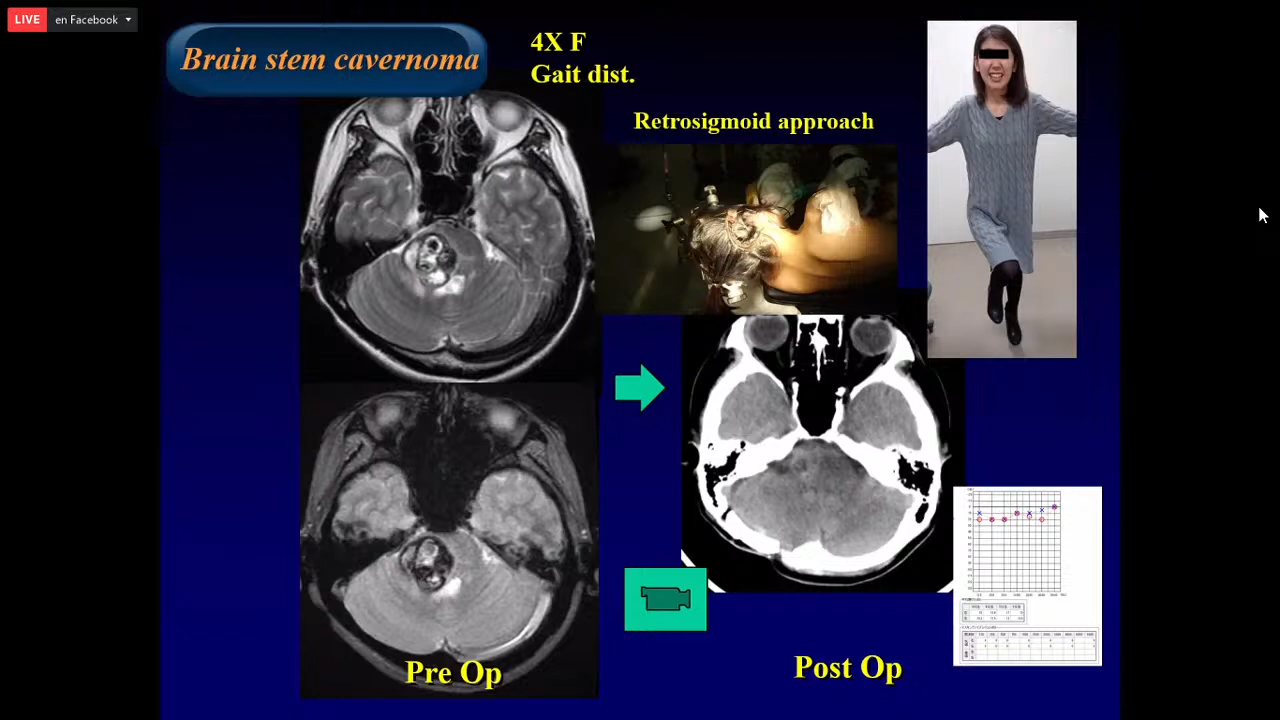 LIVE en Facebook
Brain stem cavernoma
4X F
Gait dist.
Retrosigmoid approach
Pre Op
Post Op